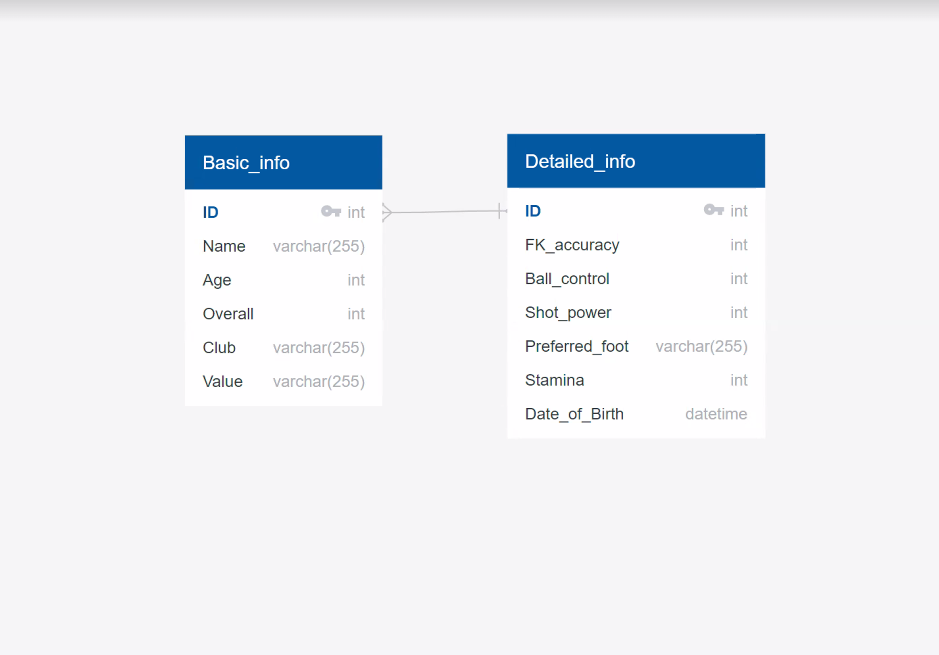 Basic_info
ID int
Name varchar(255)
Age int
Overall int
Club varchar(255)
Value varchar(255)
Detailed_info
ID int
FK_accuracy int
Ball_control int
Shot_power int
Preferred_foot varchar(255)
Stamina int
Date_of_Birth datetime